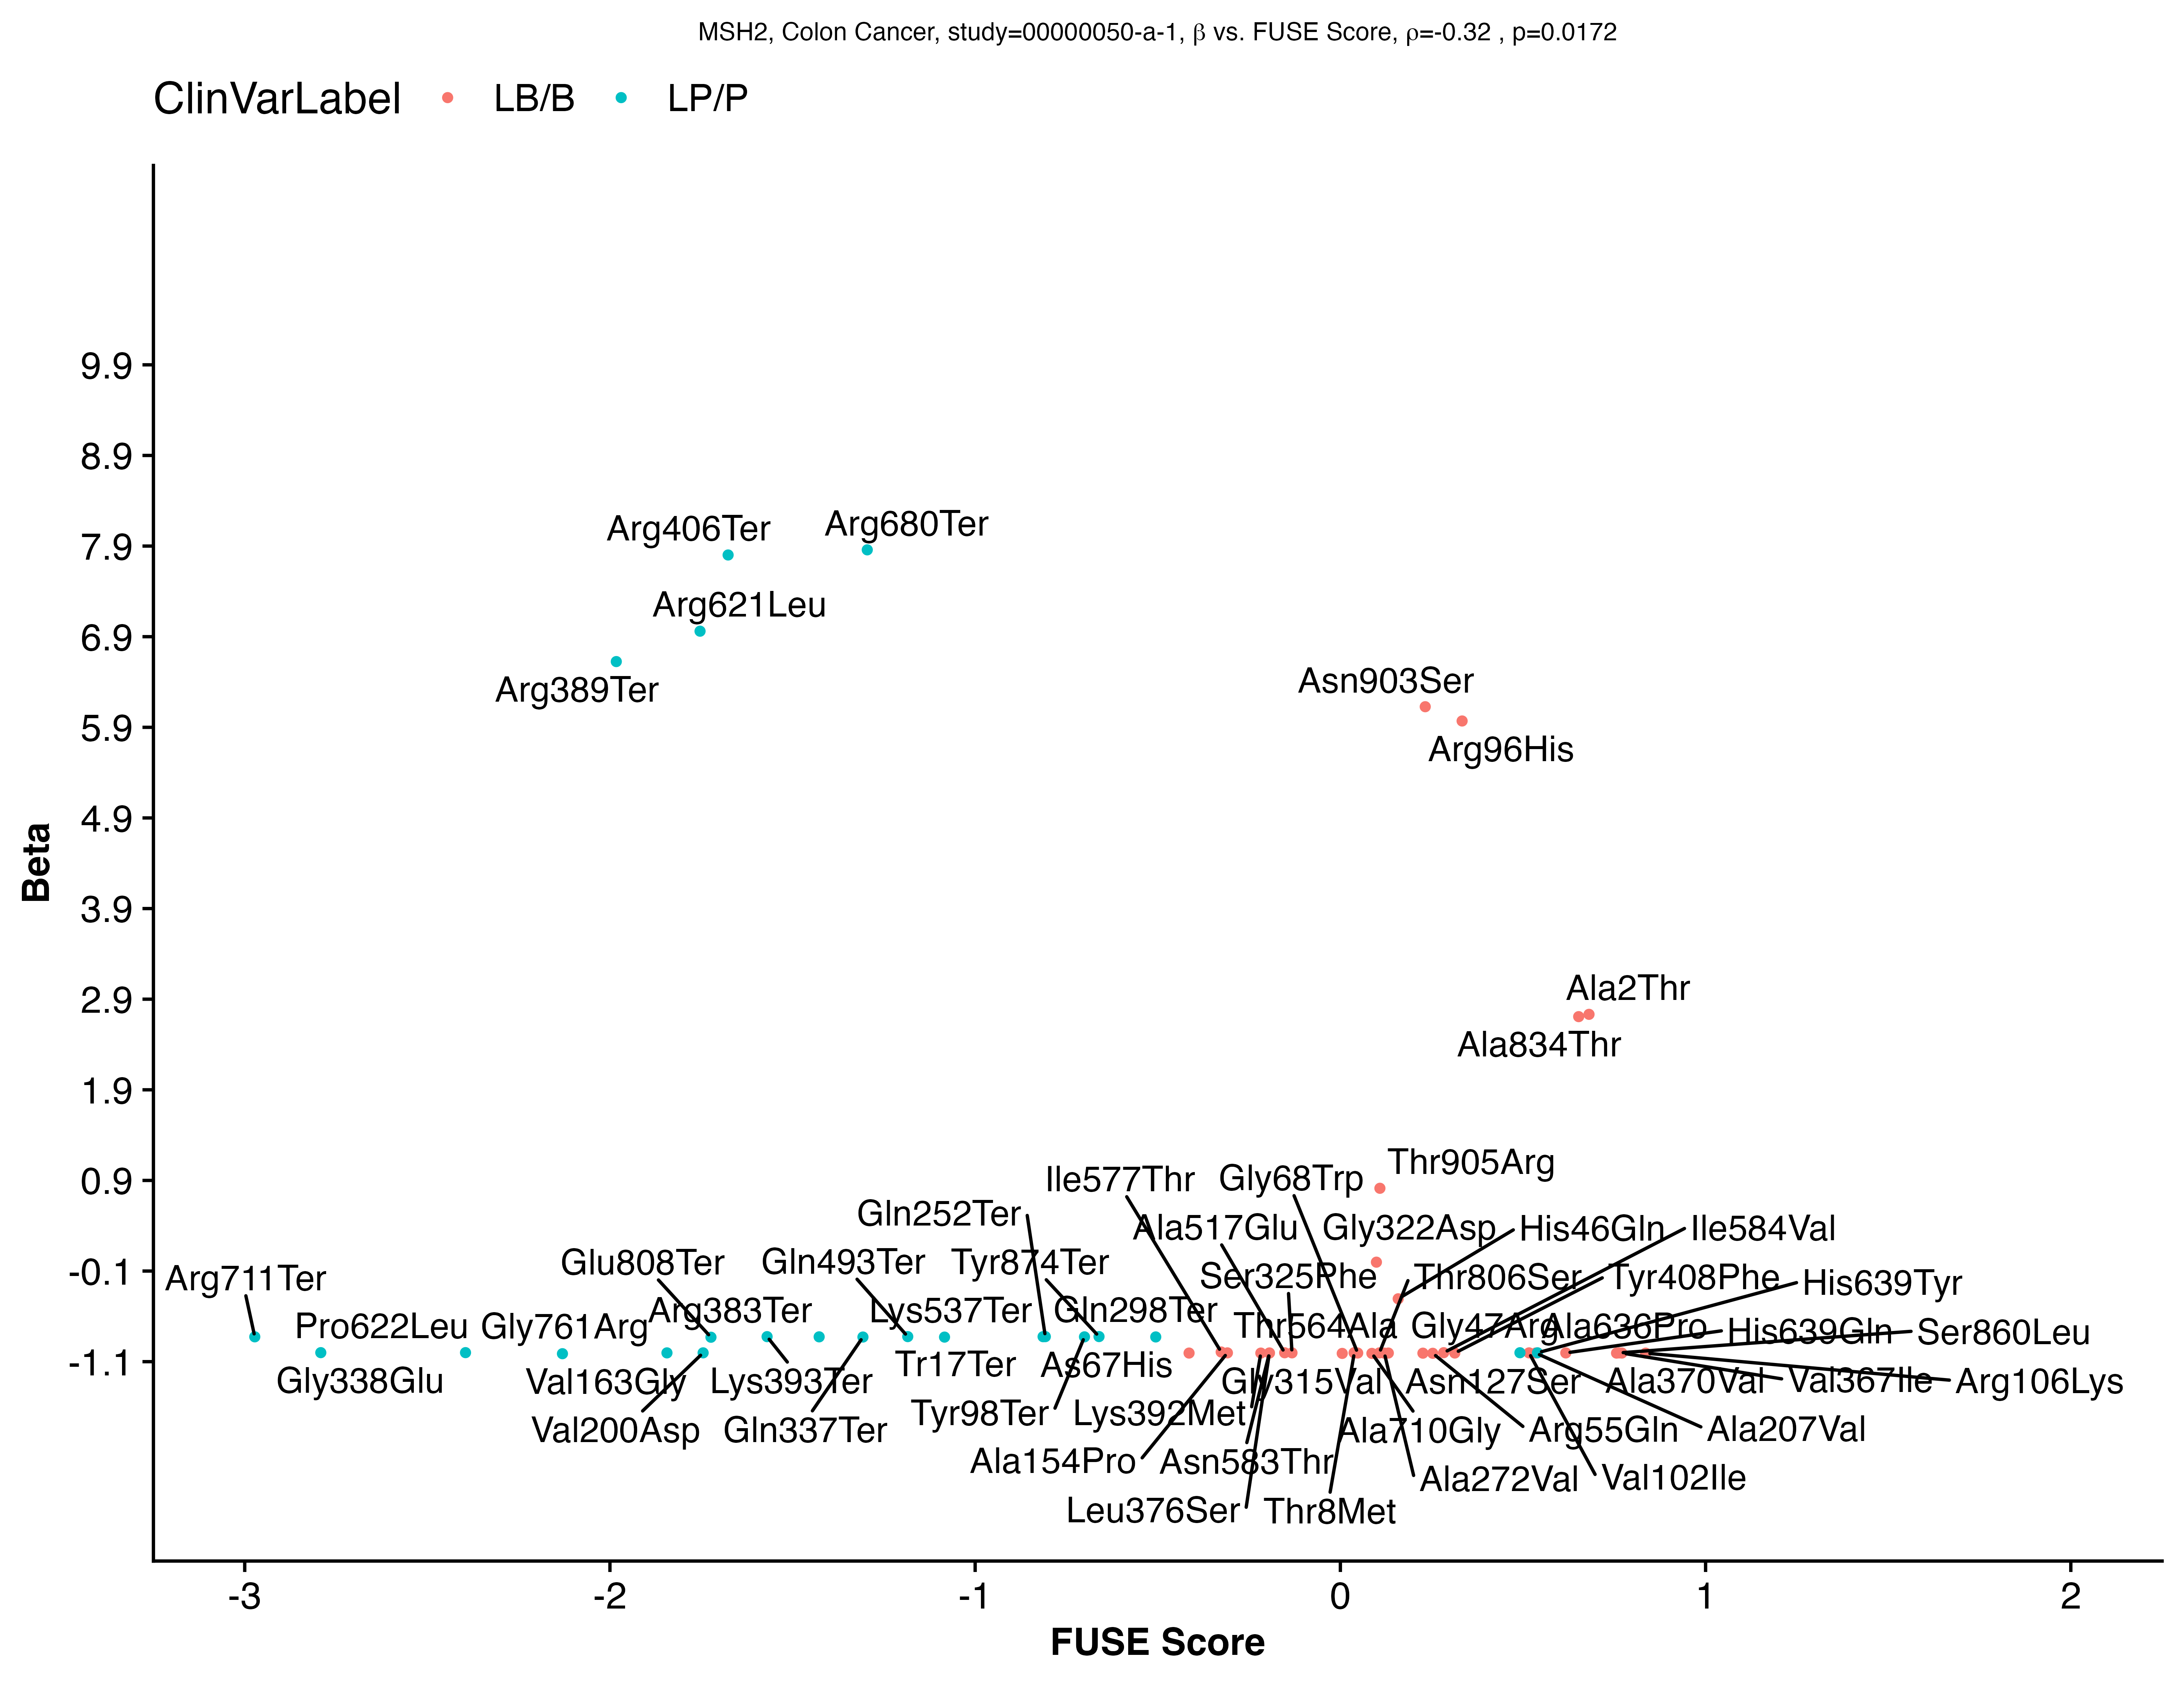 MSH2, Colon Cancer, study=00000050-a-1, β vs. FUSE Score, ρ=-0.32 , p=0.0172
ClinVarLabel LB/B LP/P
Beta
9.9
8.9
7.9
6.9
5.9
4.9
3.9
2.9
1.9
0.9
-0.1
-1.1
Arg406Ter
Arg680Ter
Arg621Leu
Arg389Ter
Asn903Ser
Arg96His
Ala2Thr
Ala834Thr
Thr905Arg
Ile577Thr
Gly68Trp
Gln252Ter
Ala517Glu
Gly322Asp
His46Gln
Ile584Val
Arg711Ter
Glu808Ter
Gln493Ter
Tyr874Ter
Ser325Phe
Thr806Ser
Tyr408Phe
His639Tyr
Pro622Leu
Gly761Arg
Arg383Ter
Lys537Ter
Gln298Ter
Thr564Ala
Gly47Arg
Ala636Pro
His639Gln
Ser860Leu
Gly338Glu
Val163Gly
Lys393Ter
Tr17Ter
As67His
Gly315Val
Asn127Ser
Ala370Val
Val367Ile
Arg106Lys
Val200Asp
Gln337Ter
Tyr98Ter
Lys392Met
Ala710Gly
Arg55Gln
Ala207Val
Ala154Pro
Asn583Thr
Ala272Val
Val102Ile
Leu376Ser
Thr8Met
-3 -2 -1 0 1 2
FUSE Score